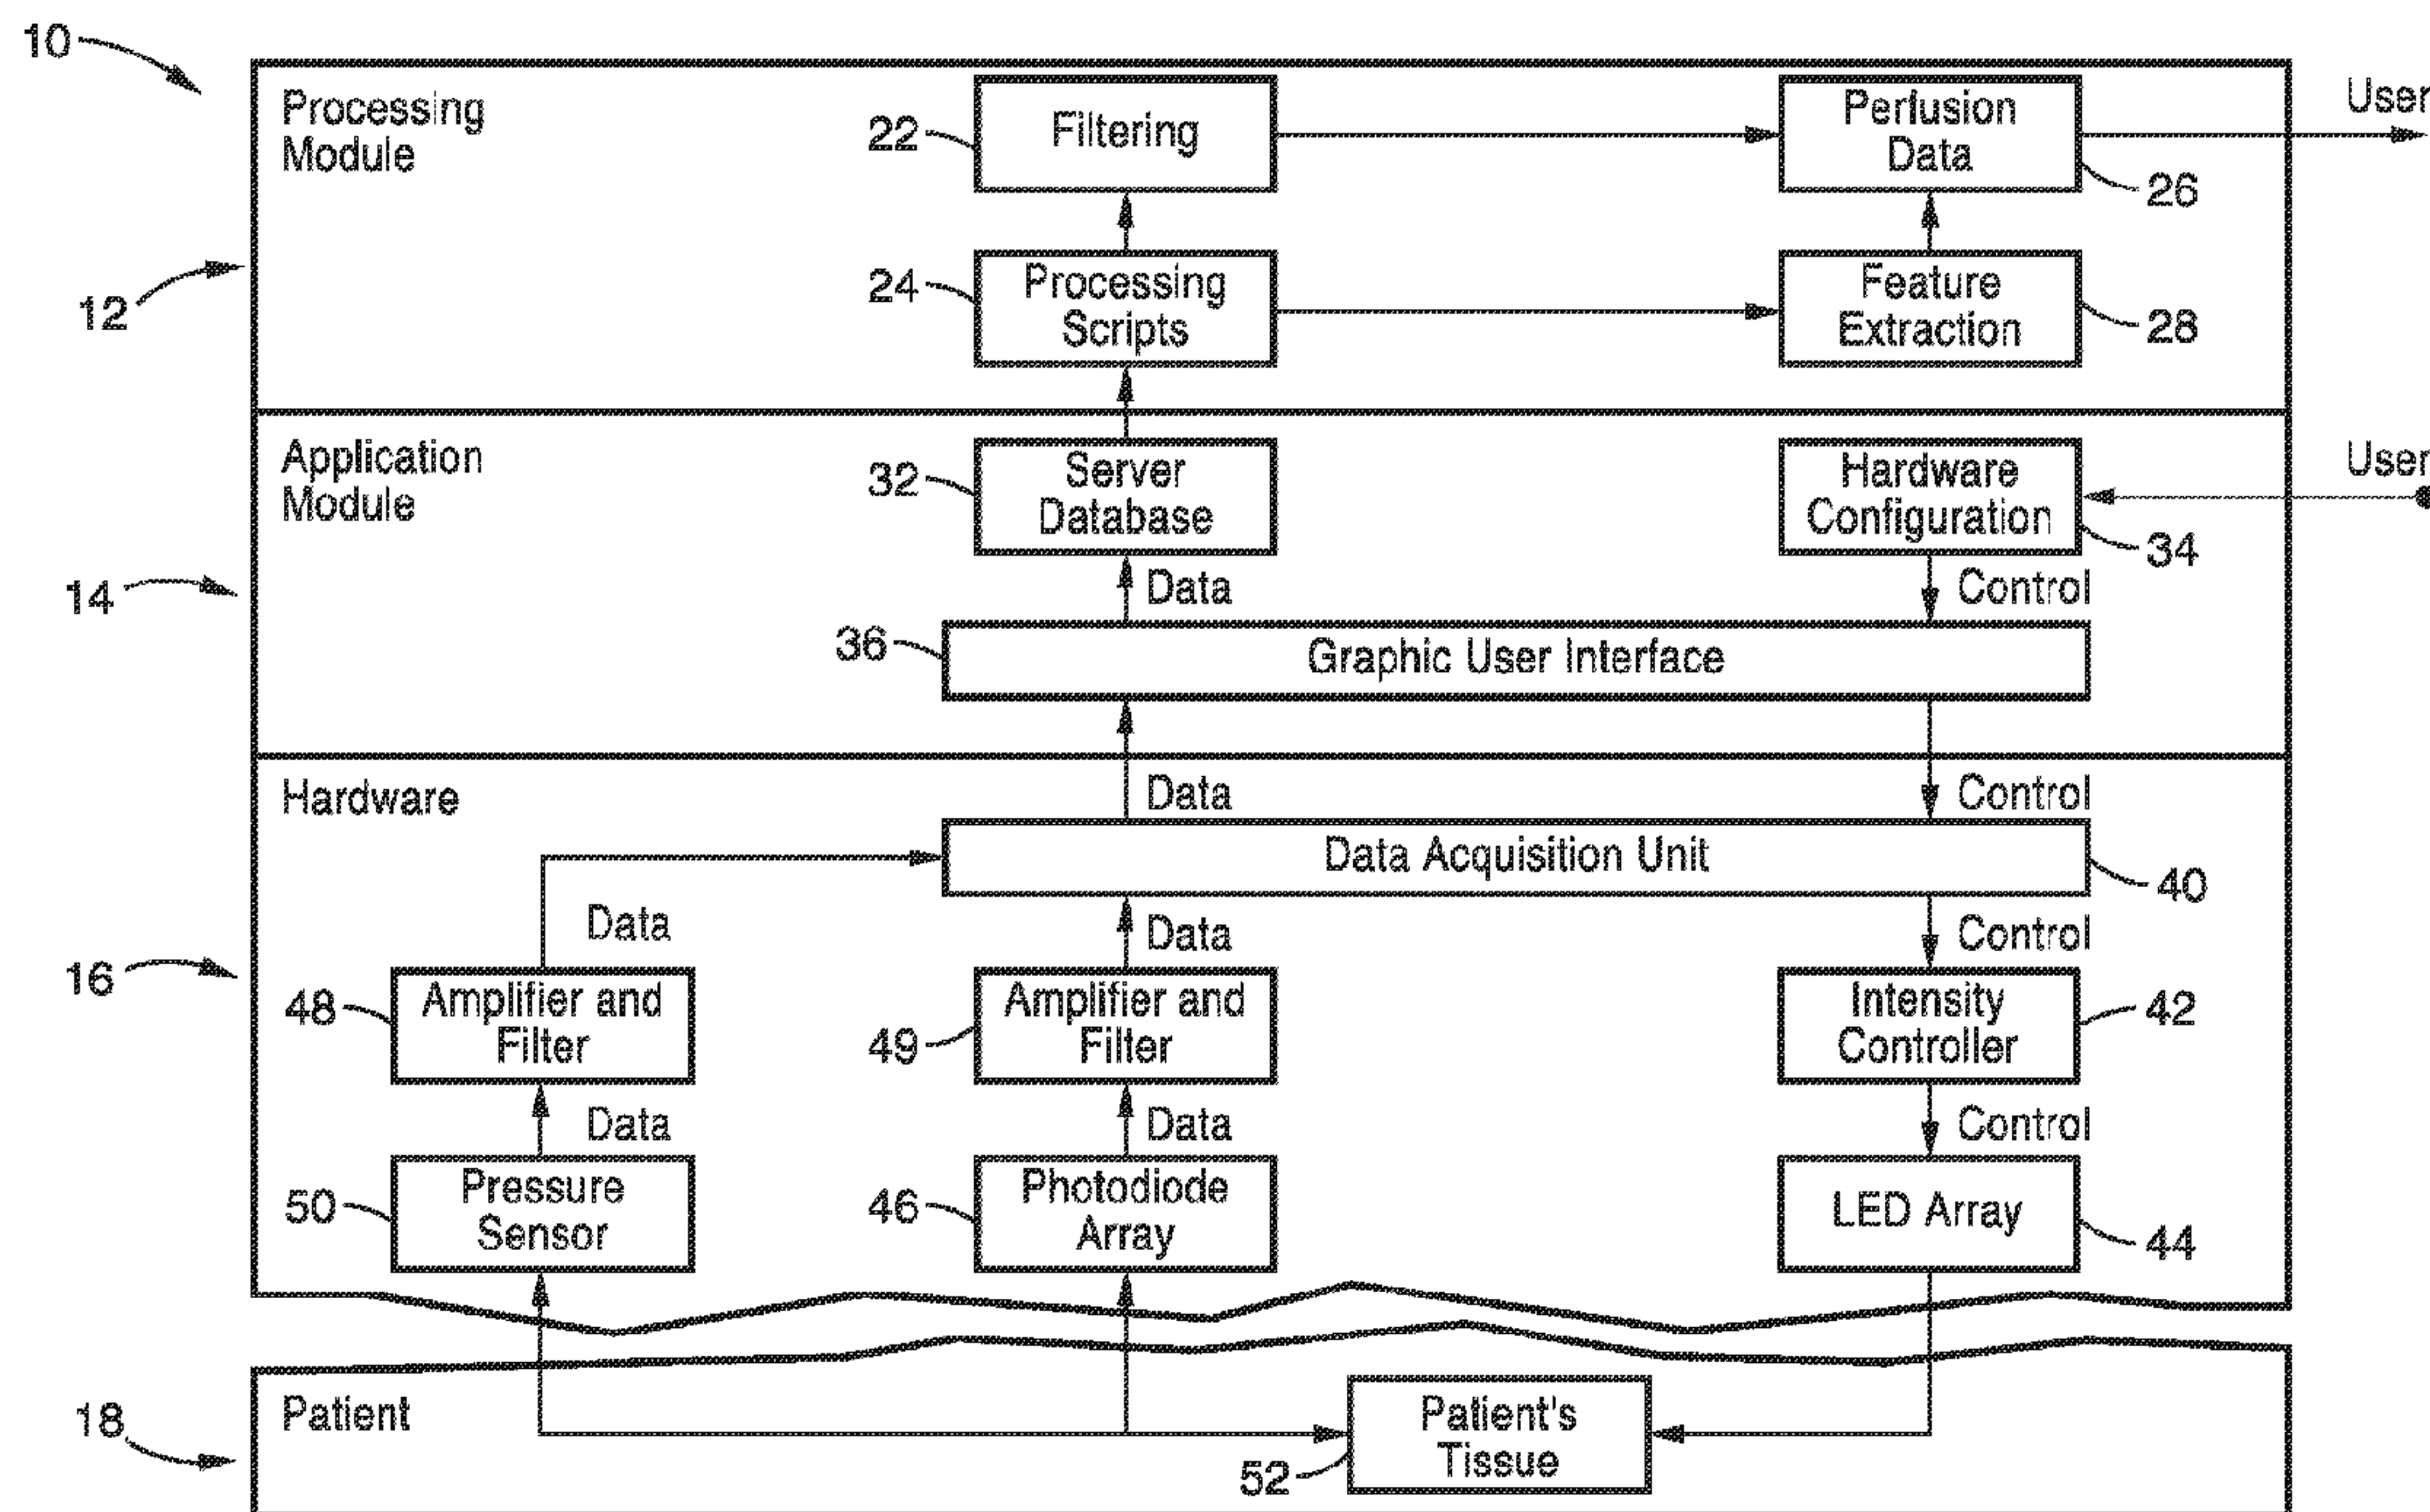 10
Processing
Module
22
Filtering
Perfusion
Data
User
26
12
24
Processing
Scripts
Feature
Extraction
28
Application
Module
32
Server
Database
Hardware
Configuration
User
34
14
Data
Control
36
Graphic User Interface
Hardware
Data
Control
Data Acquisition Unit
40
Data
Data
Control
16
48
Amplifier and
Filter
49
Amplifier and
Filter
Intensity
Controller
42
Data
Data
Control
50
Pressure
Sensor
46
Photodiode
Array
LED Array
44
18
Patient
Patient's
Tissue
52